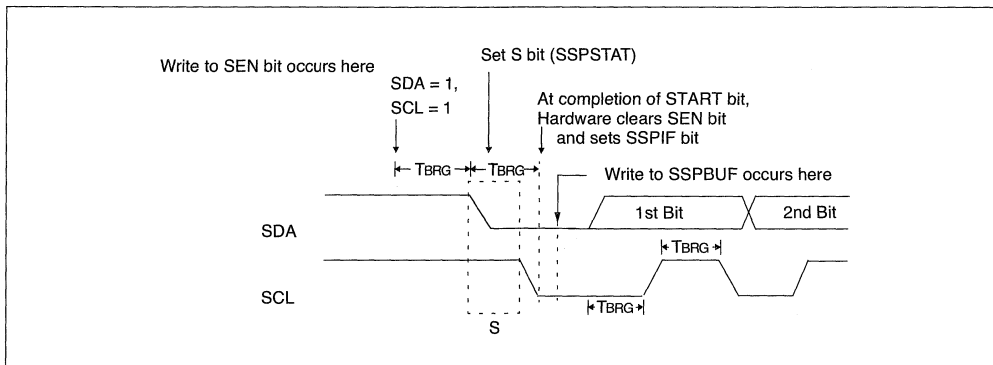 Set S bit (SSPSTAT)
Write to SEN bit occurs here
SDA = 1,
SCL = 1
At completion of START bit,
Hardware clears SEN bit
and sets SSPIF bit
TBRG
TBRG
Write to SSPBUF occurs here
SDA
1st Bit
2nd Bit
TBRG
SCL
TBRG
S